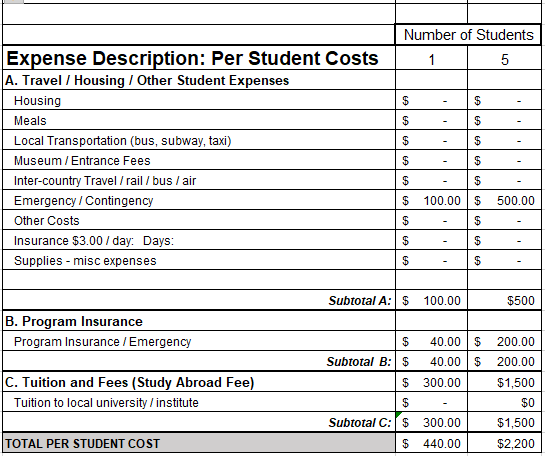 Number of Students
Expense Description: Per Student Costs 1 5
A. Travel / Housing / Other Student Expenses
Housing $ - $ -
Meals $ - $ -
Local Transportation (bus, subway, taxi) $ - $ -
Museum / Entrance Fees $ - $ -
Inter-country Travel / rail / bus / air $ - $ -
Emergency / Contingency $ 100.00 $ 500.00
Other Costs $ - $ -
Insurance $3.00 / day: Days: $ - $ -
Supplies - misc expenses $ - $ -
Subtotal A: $ 100.00 $500
B. Program Insurance
Program Insurance / Emergency $ 40.00 $ 200.00
Subtotal B: $ 40.00 $ 200.00
C. Tuition and Fees (Study Abroad Fee) $ 300.00 $1,500
Tuition to local university / institute $ - $0
Subtotal C: $ 300.00 $1,500
TOTAL PER STUDENT COST $ 440.00 $2,200